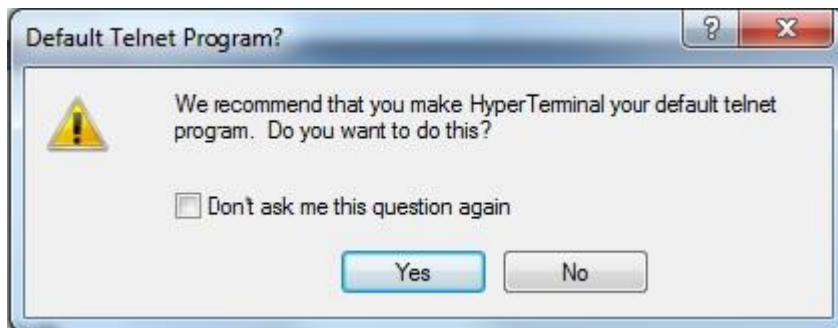 Default Telnet Program?
We recommend that you make HyperTerminal your default telnet
program. Do you want to do this?
Don't ask me this question again
Yes
No